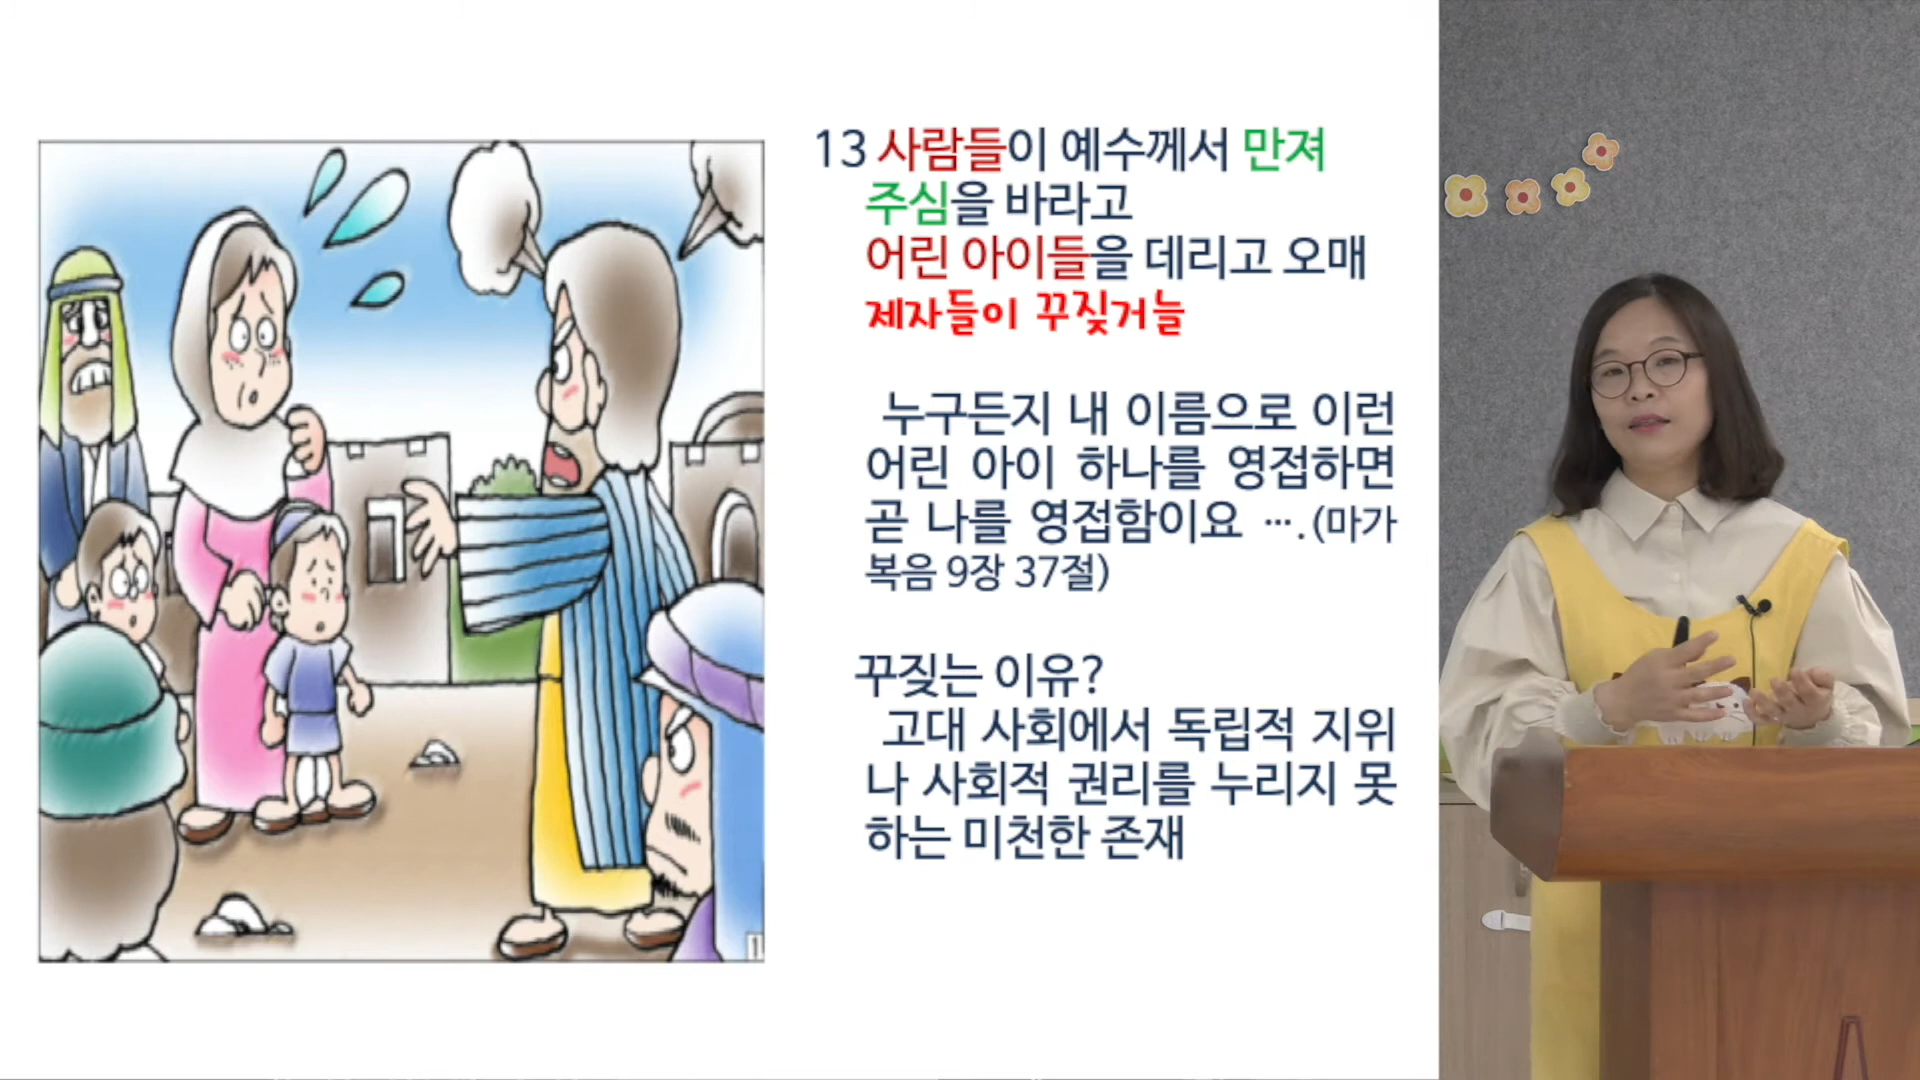 13 사람들이 예수께서 만져
주심을 바라고
어린 아이들을 데리고 오매
제자들이 꾸짖거늘
누구든지 내 이름으로 이런
어린 아이 하나를 영접하면
곧 나를 영접함이요 ….(마가
복음 9장 37절)
꾸짖는 이유?
고대 사회에서 독립적 지위
나 사회적 권리를 누리지 못
하는 미천한 존재